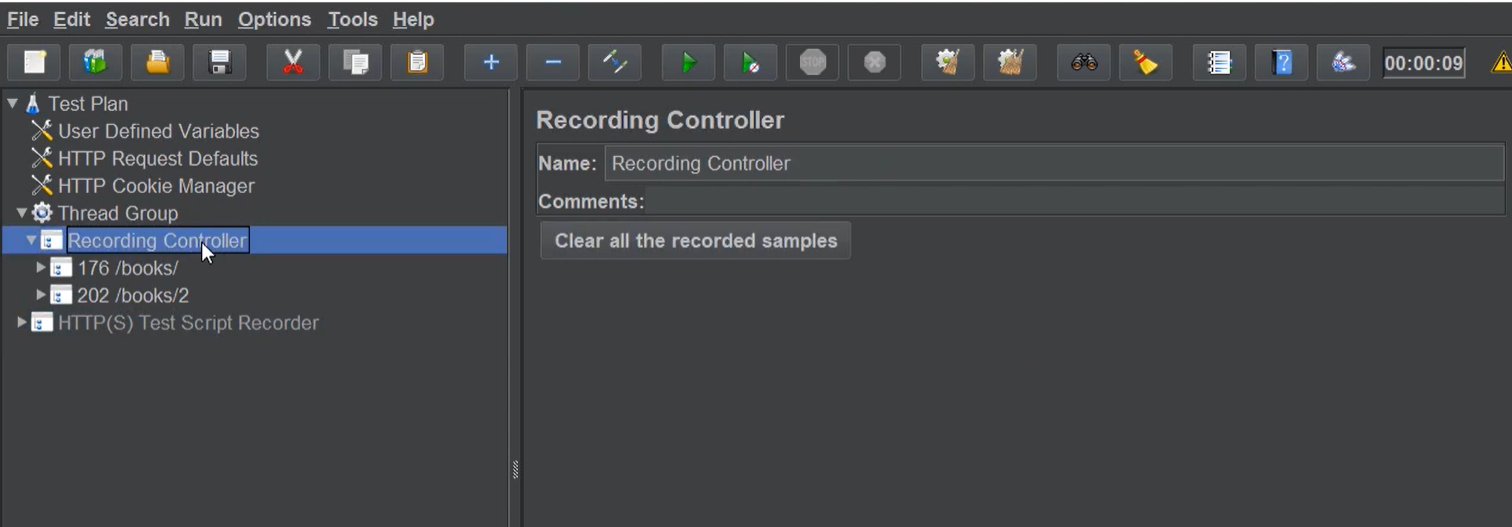 File Edit Search Run Options Tools Help
STOP
00:00:09
Test Plan
User Defined Variables
HTTP Request Defaults
HTTP Cookie Manager
Thread Group
Recording Controller
176 /books/
202 /books/2
HTTP(S) Test Script Recorder
Recording Controller
Name: Recording Controller
Comments:
Clear all the recorded samples